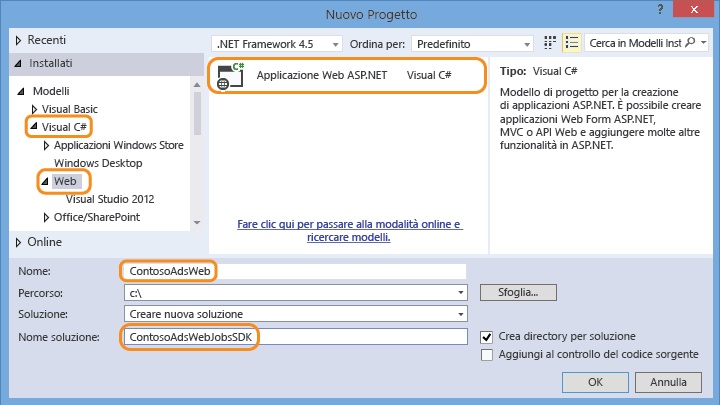 Nuovo Progetto
? ×
Recenti
.NET Framework 4.5
Ordina per:
Predefinito
Cerca in Modelli Inst
Installati
Modelli
Visual Basic
Visual C#
Applicazioni Windows Store
Windows Desktop
Web
Visual Studio 2012
Office/SharePoint
Online
C#
Applicazione Web ASP.NET Visual C#
Fare clic qui per passare alla modalità online e
ricercare modelli.
Tipo: Visual C#
Modello di progetto per la creazione
di applicazioni ASP.NET. È possibile creare
applicazioni Web Form ASP.NET,
MVC o API Web e aggiungere molte altre
funzionalità in ASP.NET.
Nome: ContosoAdsWeb
Percorso: c:\
Sfoglia...
Soluzione: Creare nuova soluzione
Nome soluzione: ContosoAdsWebJobsSDK
Crea directory per soluzione
Aggiungi al controllo del codice sorgente
OK
Annulla